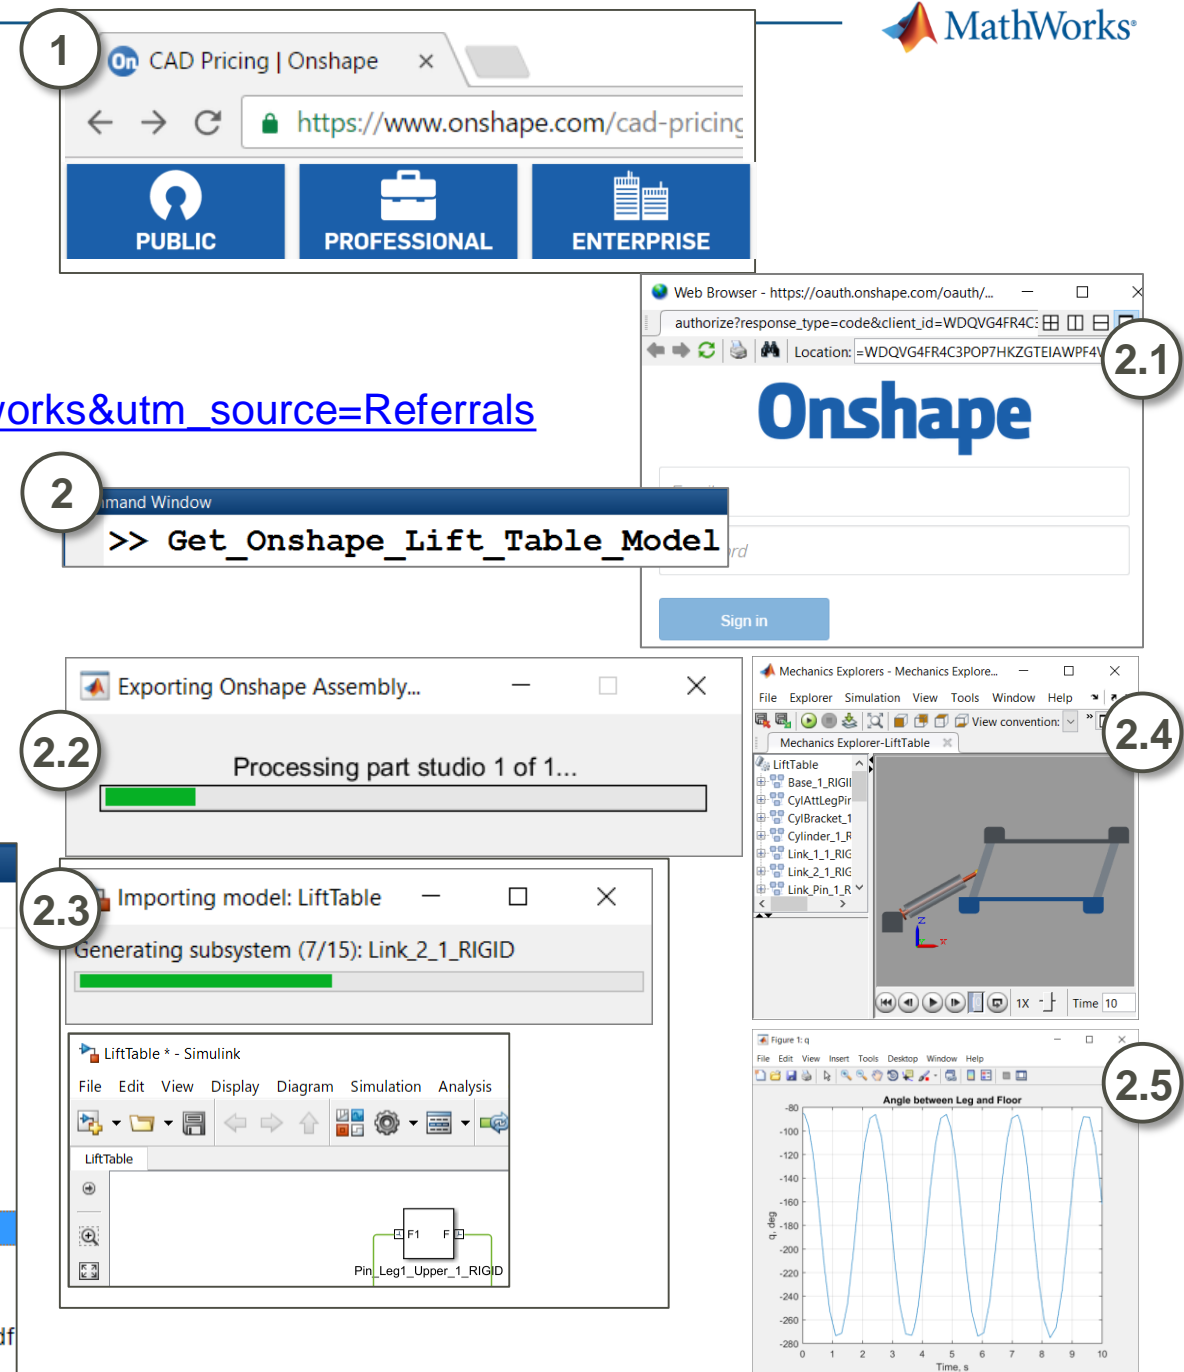 MathWorks®
1
On CAD Pricing | Onshape ×
https://www.onshape.com/cad-pricing
PUBLIC PROFESSIONAL ENTERPRISE
Web Browser - https://oauth.onshape.com/oauth/...
authorize?response_type=code&client_id=WDQVG4FR4C3
Location: =WDQVG4FR4C3POP7HKZGTEIAWPF4V
2.1
Onshape
works&utm_source=Referrals
2
mmand Window
>> Get_Onshape_Lift_Table_Model
rd
Sign in
Exporting Onshape Assembly...
2.2
Processing part studio 1 of 1...
Mechanics Explorers - Mechanics Explore...
File Explorer Simulation View Tools Window Help
View convention:
2.4
Mechanics Explorer-LiftTable
LiftTable
Base_1_RIGI
CylAttLegPin
CylBracket_1
Cylinder_1_R
Link_1_1_RIG
Link_2_1_RIG
Link_Pin_1_R
z
x
1X Time 10
2.3
Importing model: LiftTable
Generating subsystem (7/15): Link_2_1_RIGID
LiftTable * - Simulink
File Edit View Display Diagram Simulation Analysis
LiftTable
F1 F
Pin_Leg1_Upper_1_RIGID
df
Figure 1: q
File Edit View Insert Tools Desktop Window Help
2.5
Angle between Leg and Floor
-80
-100
-120
-140
-160
-180
-200
-220
-240
-260
-280
q, deg
0 1 2 3 4 5 6 7 8 9 10
Time, s